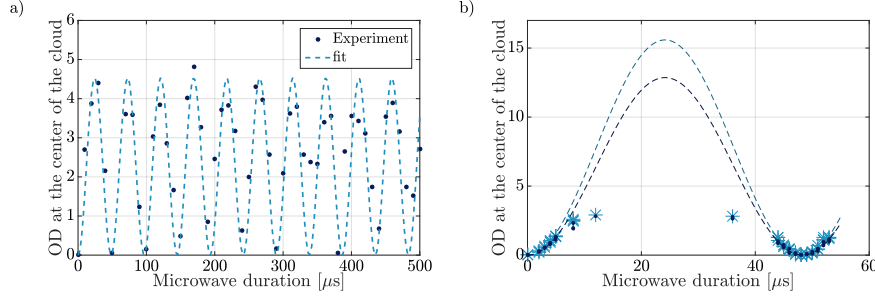 a)
OD at the center of the cloud
6
5
4
3
2
1
0
Experiment
fit
0 100 200 300 400 500
Microwave duration [μs]
b)
OD at the center of the cloud
15
10
5
0
0 20 40 60
Microwave duration [μs]